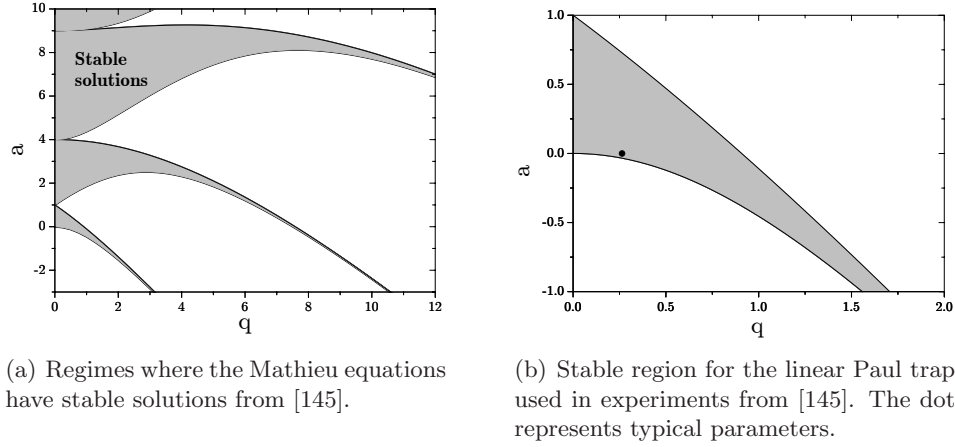 10
8
6
4
2
0
-2
a
Stable
solutions
0 2 4 6 8 10 12
q
1.0
0.5
0.0
-0.5
-1.0
a
0.0 0.5 1.0 1.5 2.0
q
(a) Regimes where the Mathieu equations
have stable solutions from [145].
(b) Stable region for the linear Paul trap
used in experiments from [145]. The dot
represents typical parameters.